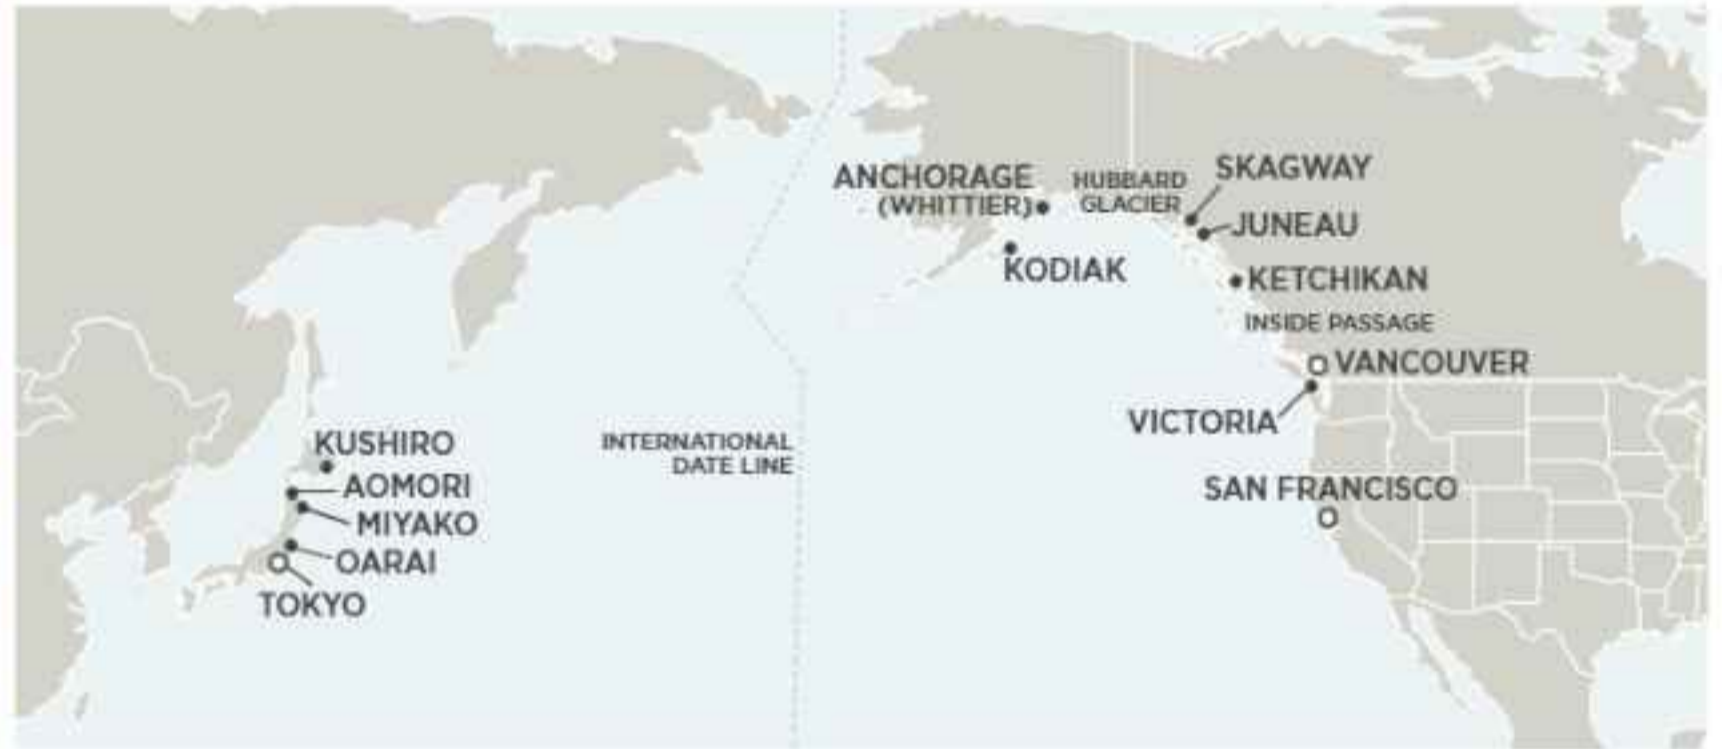 ANCHORAGE
(WHITTIER)
HUBBARD
GLACIER
SKAGWAY
JUNEAU
KODIAK
KETCHIKAN
INSIDE PASSAGE
VANCOUVER
VICTORIA
SAN FRANCISCO
INTERNATIONAL
DATE LINE
KUSHIRO
AOMORI
MIYAKO
OARAI
TOKYO